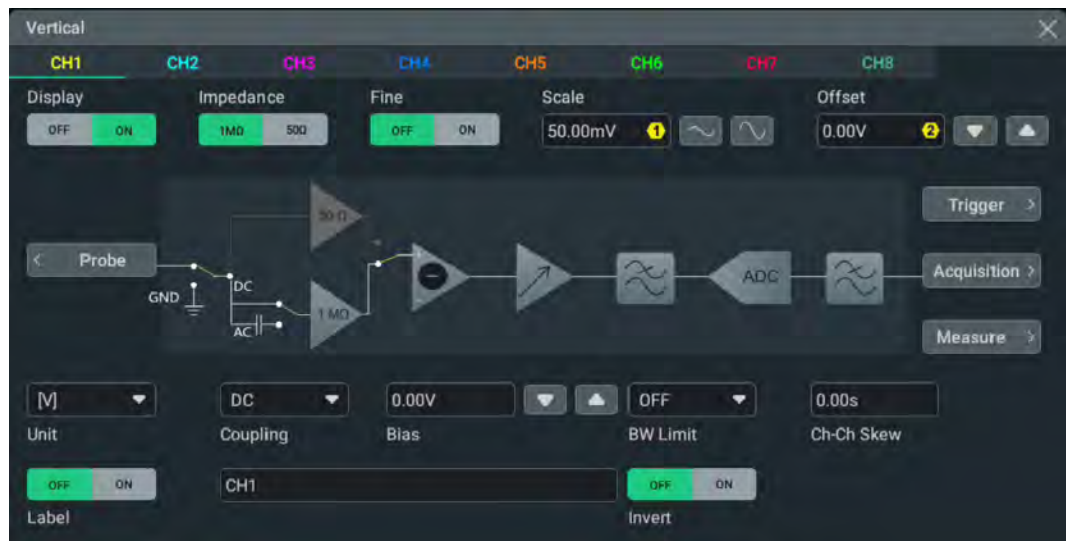 Vertical
CH1 CH2 CH3 CH4 CH5 CH6 CH7 CH8
Display Impedance Fine Scale Offset
OFF ON 1MΩ 50Ω OFF ON 50.00mV 1 0.00V 2
50 Ω
Trigger >
< Probe
DC
GND
ADC
Acquisition >
1 MΩ
AC
Measure >
[V] DC 0.00V OFF 0.00s
Unit Coupling Bias BW Limit Ch-Ch Skew
OFF ON CH1 OFF ON
Label Invert